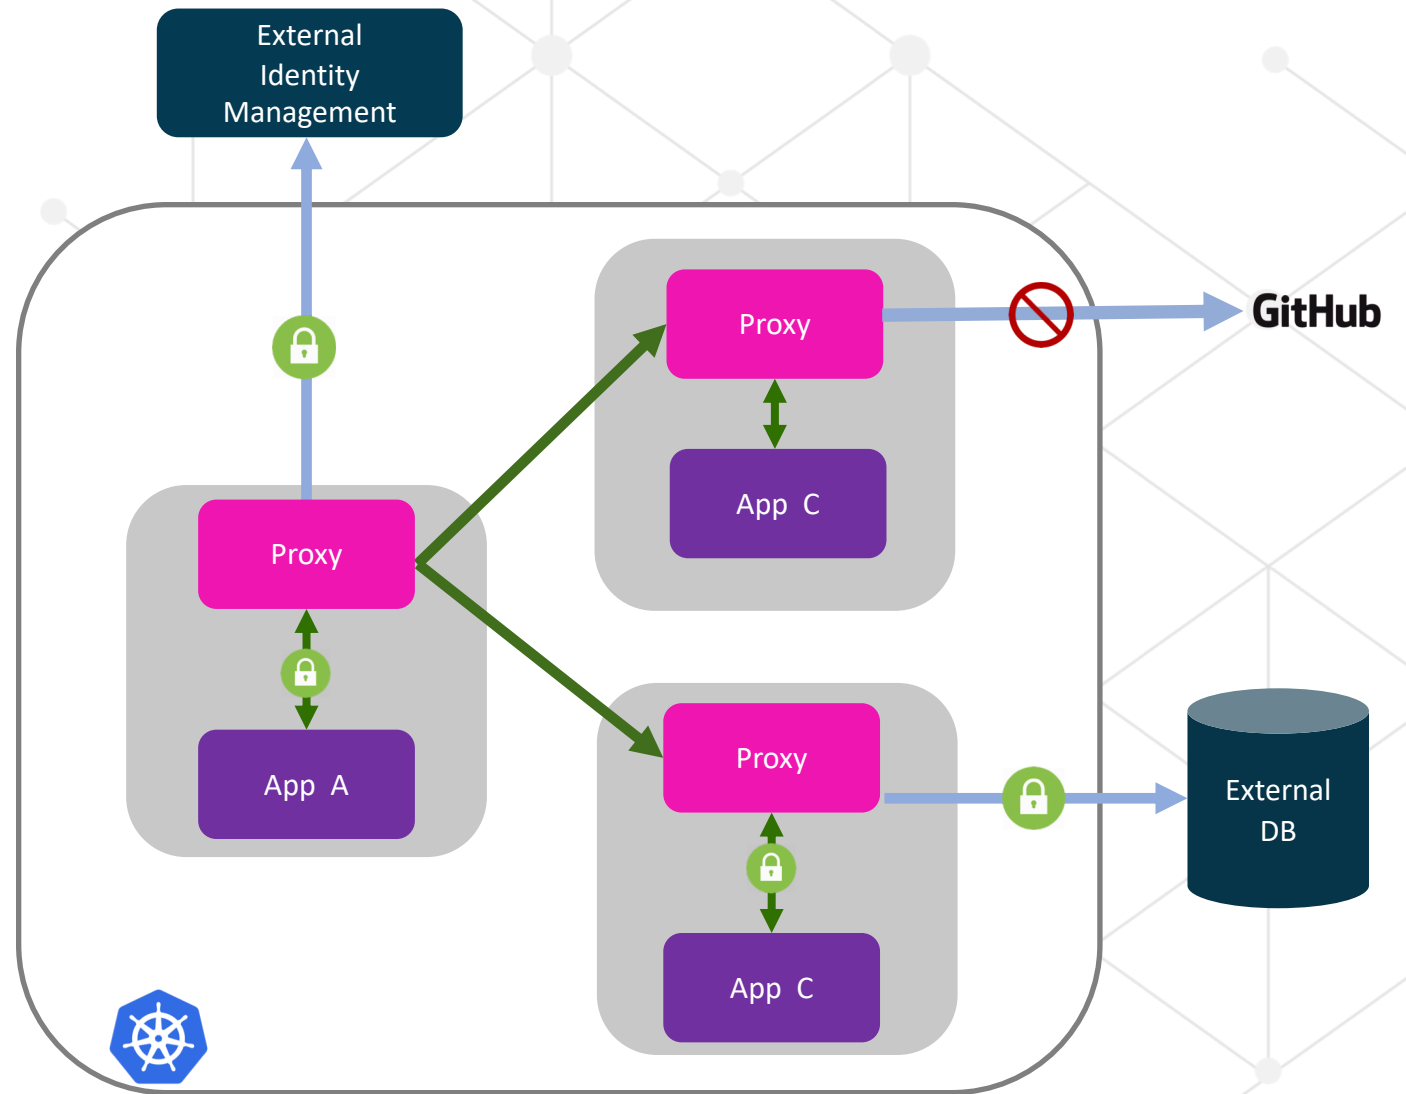 External
Identity
Management
Proxy
GitHub
App C
Proxy
App A
Proxy
External
DB
App C